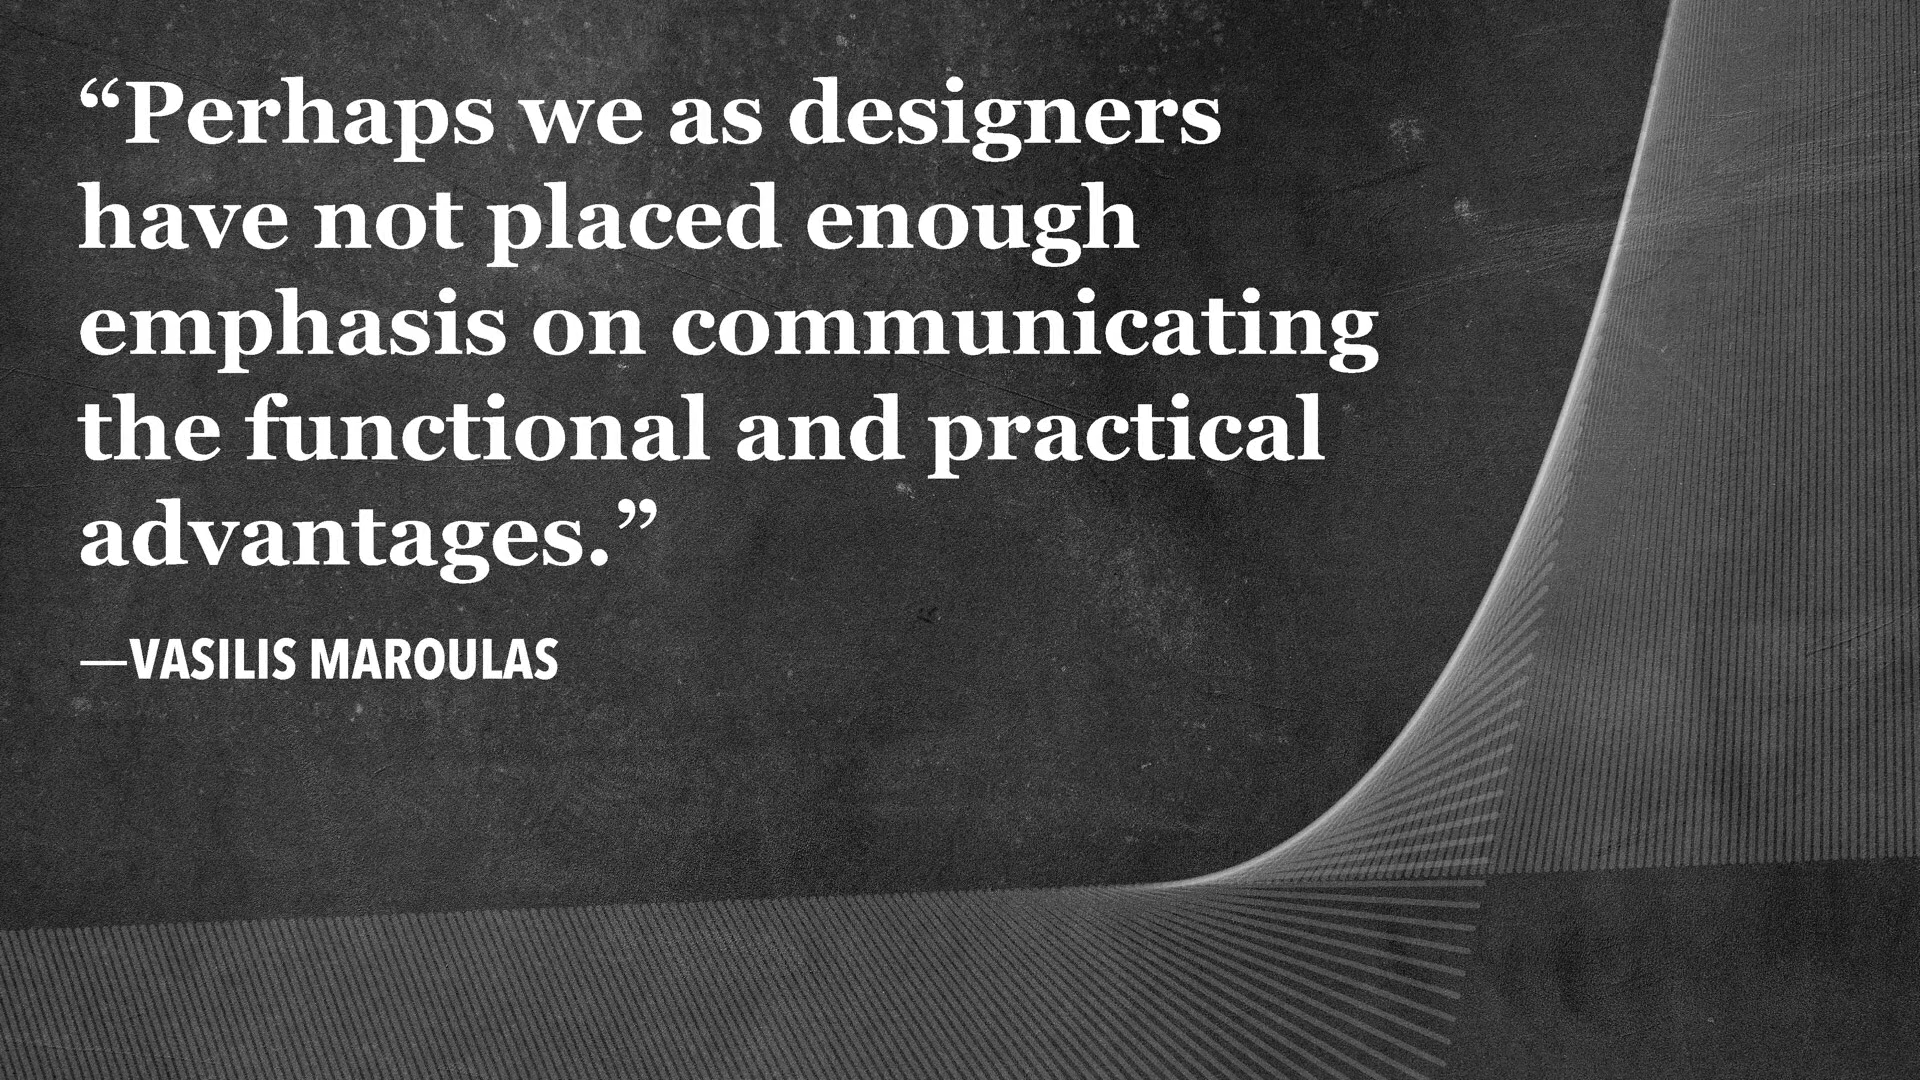 “Perhaps we as designers
have not placed enough
emphasis on communicating
the functional and practical
advantages.”
—VASILIS MAROULAS